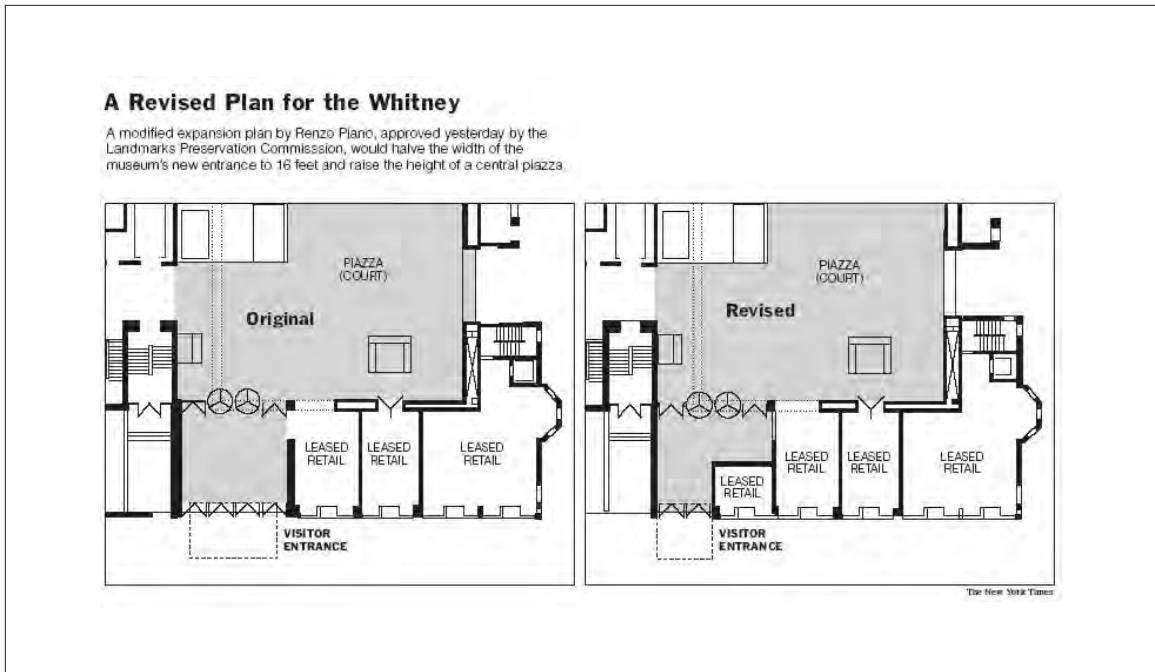 A Revised Plan for the Whitney
A modified expansion plan by Renzo Piano, approved yesterday by the
Landmarks Preservation Commisssion, would halve the width of the
museum's new entrance to 16 feet and raise the height of a central piazza.
PIAZZA
(COURT)
Original
LEASED
RETAIL
LEASED
RETAIL
LEASED
RETAIL
VISITOR
ENTRANCE
PIAZZA
(COURT)
Revised
LEASED
RETAIL
LEASED
RETAIL
LEASED
RETAIL
LEASED
RETAIL
VISITOR
ENTRANCE
The New York Times